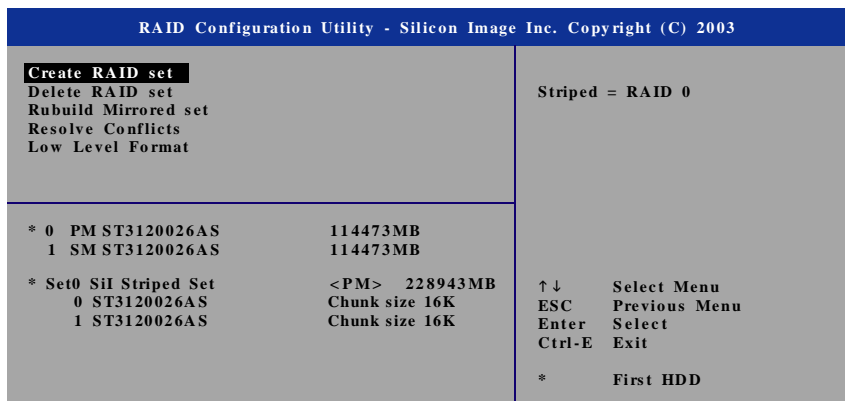 RAID Configuration Utility - Silicon Image Inc. Copyright (C) 2003
Create RAID set
Delete RAID set
Rubuild Mirrored set
Resolve Conflicts
Low Level Format
Striped = RAID 0
* 0 PM ST3120026AS 114473MB
1 SM ST3120026AS 114473MB
* Set0 SiI Striped Set <PM> 228943MB
0 ST3120026AS Chunk size 16K
1 ST3120026AS Chunk size 16K
↑↓ Select Menu
ESC Previous Menu
Enter Select
Ctrl-E Exit
* First HDD